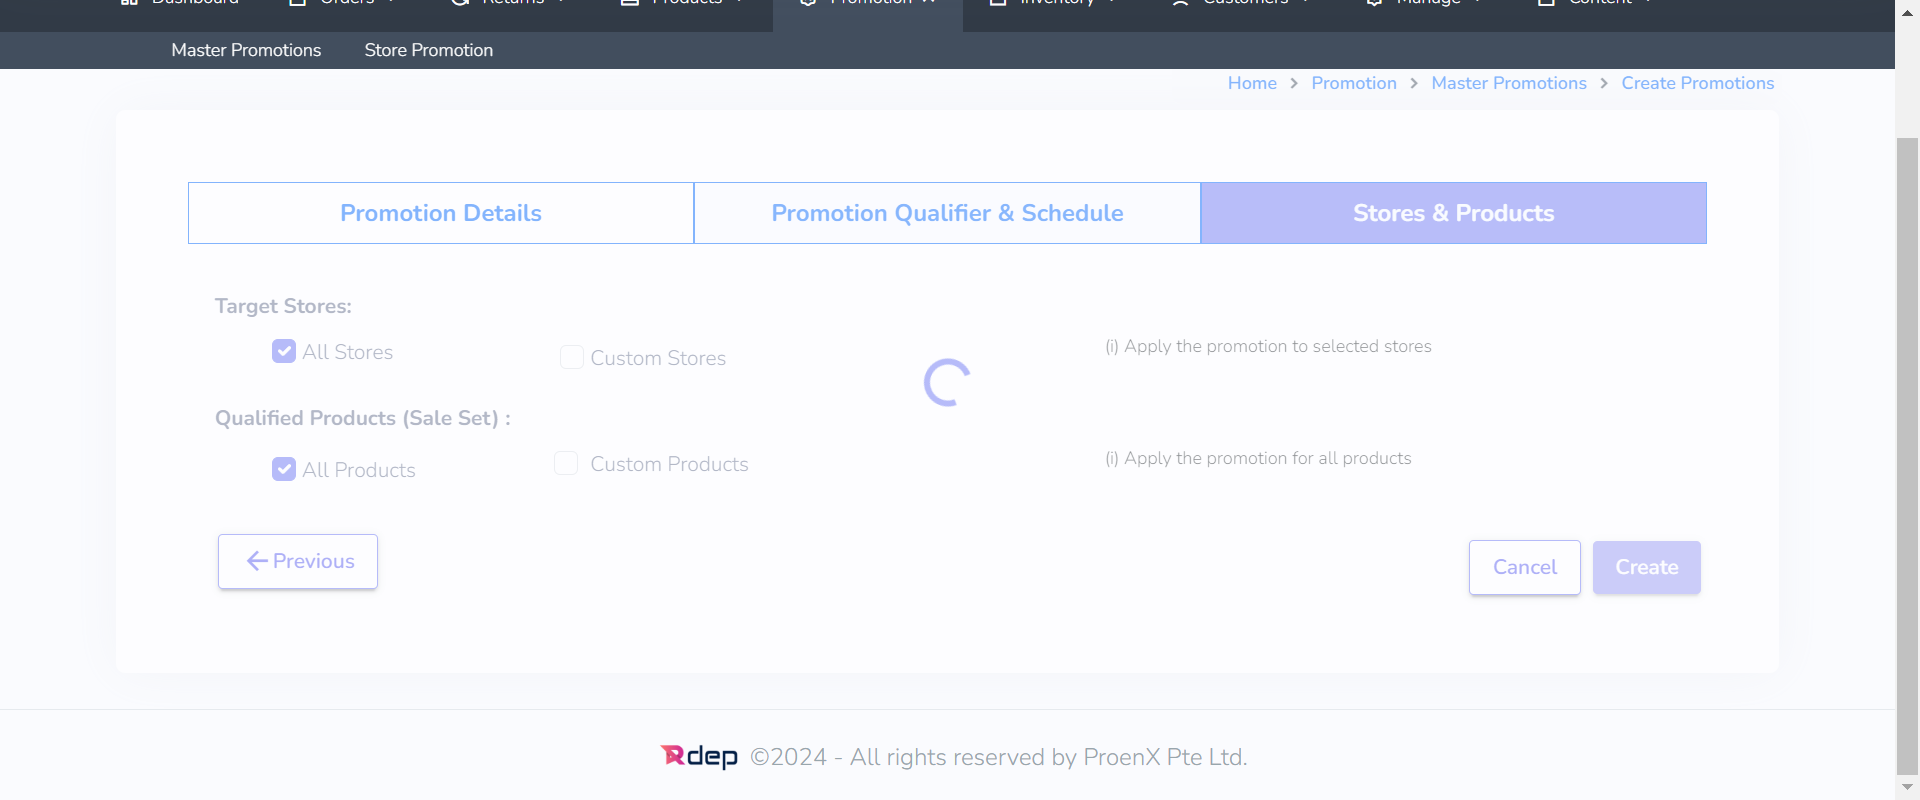 Dashboard Orders Returns Products Promotion Inventory Customers Manage Content
Master Promotions Store Promotion
Home > Promotion > Master Promotions > Create Promotions
Promotion Details Promotion Qualifier & Schedule Stores & Products
Target Stores:
All Stores Custom Stores (i) Apply the promotion to selected stores
Qualified Products (Sale Set) :
All Products Custom Products (i) Apply the promotion for all products
Previous Cancel Create
Rdep ©2024 - All rights reserved by ProenX Pte Ltd.